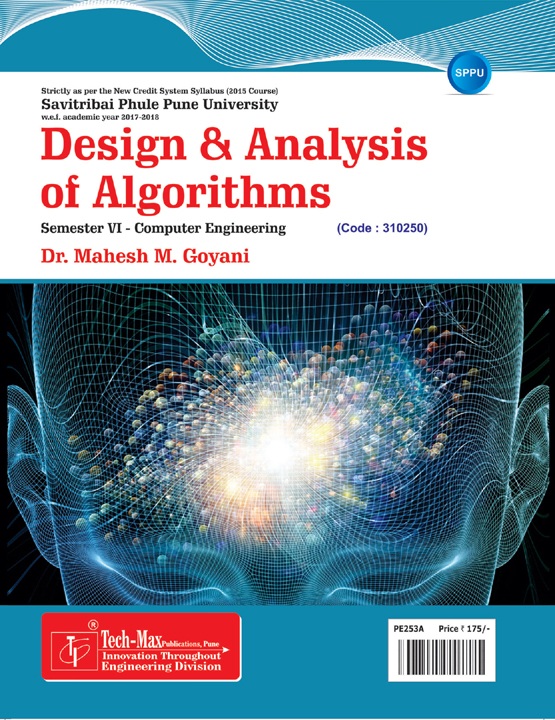 SPPU
Strictly as per the New Credit System Syllabus (2015 Course)
Savitribai Phule Pune University
w.e.f. academic year 2017-2018
Design & Analysis
of Algorithms
Semester VI - Computer Engineering (Code : 310250)
Dr. Mahesh M. Goyani
TP
®
Tech-Max Publications, Pune
Innovation Throughout
Engineering Division
PE253A Price ₹ 175/-